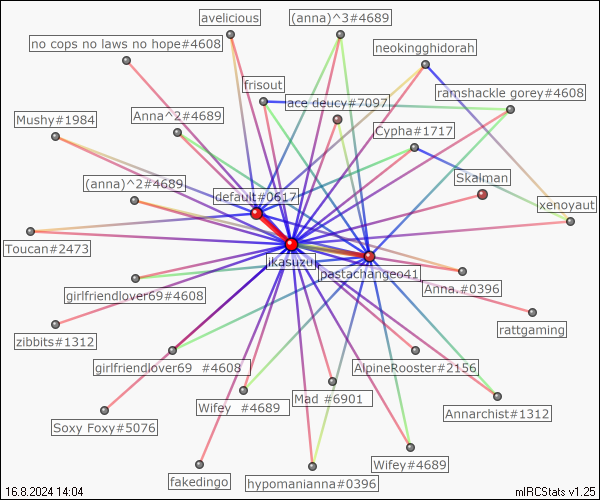 avelicious
(anna)^3#4689
no cops no laws no hope#4608
neokingghidorah
frisout
ace deucy#7097
ramshackle gorey#4608
Mushy#1984
Anna^2#4689
Cypha#1717
(anna)^2#4689
Skalman
default#0617
xenoyaut
Toucan#2473
ikasuzu
pastachangeo41
girlfriendlover69#4608
Anna.#0396
zibbits#1312
rattgaming
girlfriendlover69 #4608
AlpineRooster#2156
Wifey #4689
Mad #6901
Annarchist#1312
Soxy Foxy#5076
Wifey#4689
fakedingo
hypomanianna#0396
16.8.2024 14:04
mIRCStats v1.25